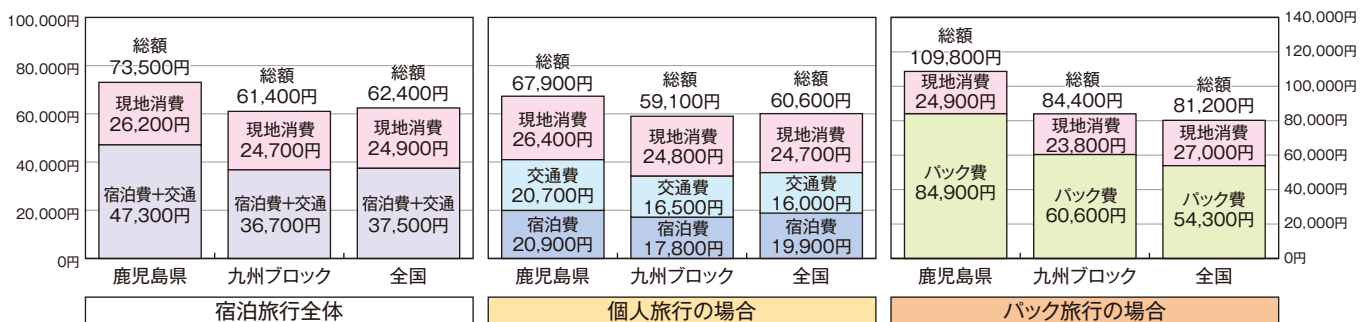 100,000円
80,000円
60,000円
40,000円
20,000円
0円
総額
73,500円
現地消費
26,200円
宿泊費+交通
47,300円
鹿児島県
総額
61,400円
現地消費
24,700円
宿泊費+交通
36,700円
九州ブロック
総額
62,400円
現地消費
24,900円
宿泊費+交通
37,500円
全国
宿泊旅行全体
総額
67,900円
現地消費
26,400円
交通費
20,700円
宿泊費
20,900円
鹿児島県
総額
59,100円
現地消費
24,800円
交通費
16,500円
宿泊費
17,800円
九州ブロック
総額
60,600円
現地消費
24,700円
交通費
16,000円
宿泊費
19,900円
全国
個人旅行の場合
総額
109,800円
現地消費
24,900円
パック費
84,900円
鹿児島県
総額
84,400円
現地消費
23,800円
パック費
60,600円
九州ブロック
総額
81,200円
現地消費
27,000円
パック費
54,300円
全国
パック旅行の場合
140,000円
120,000円
100,000円
80,000円
60,000円
40,000円
20,000円
0円